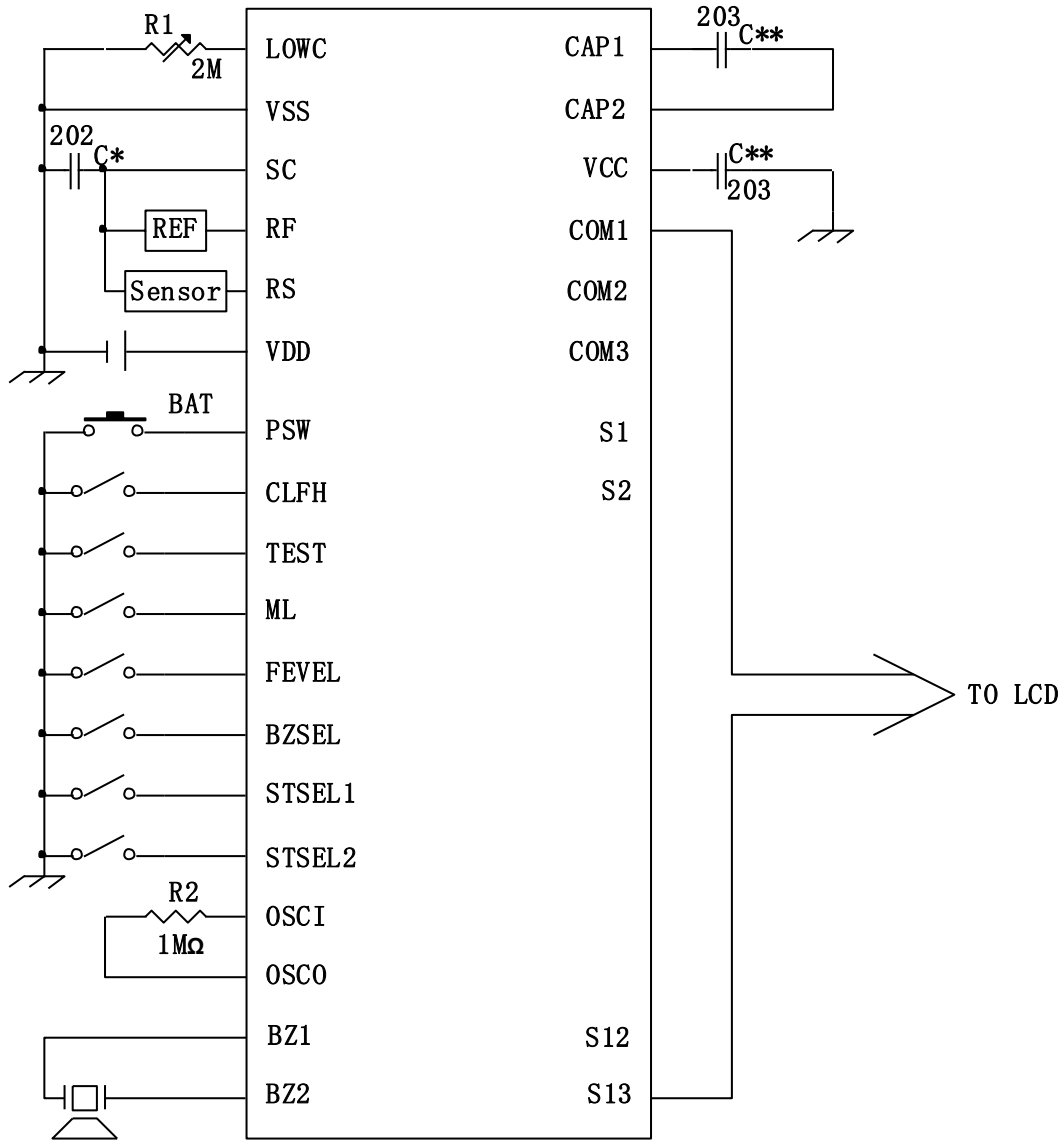 R1
2M
LOWC
203
C**
CAP1
VSS
CAP2
202
C*
SC
VCC
C**
203
REF
RF
COM1
Sensor
RS
COM2
VDD
COM3
BAT
PSW
S1
CLFH
S2
TEST
ML
FEVEL
TO LCD
BZSEL
STSEL1
STSEL2
R2
1MΩ
OSCI
OSCO
BZ1
S12
BZ2
S13